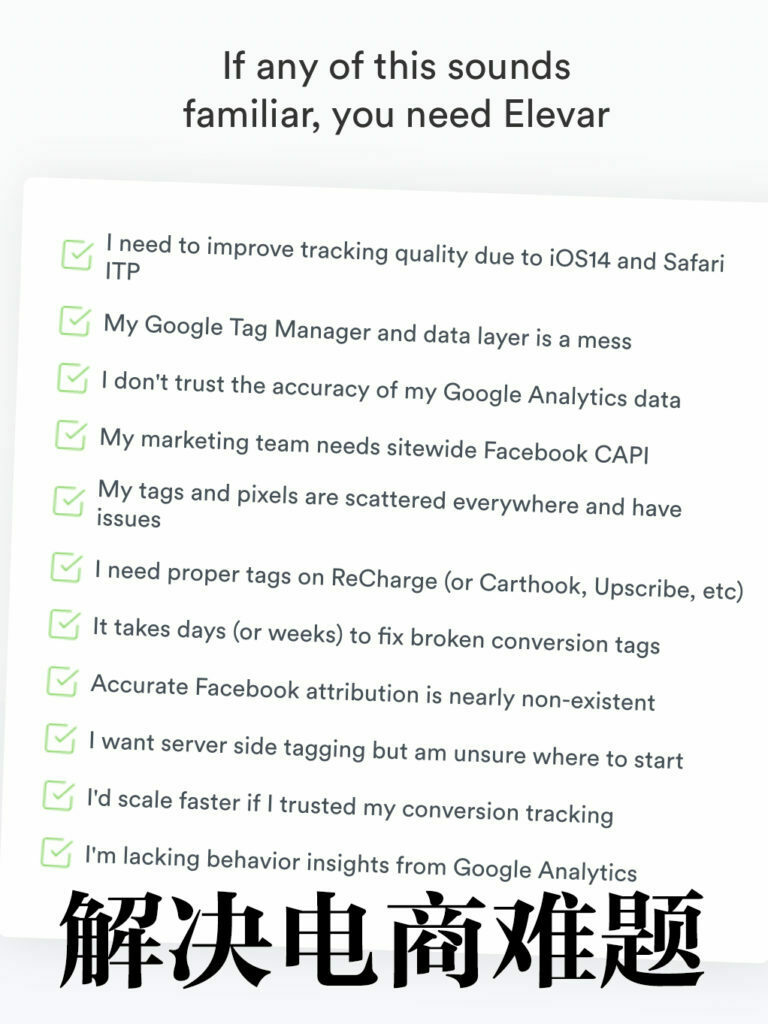 If any of this sounds
familiar, you need Elevar
I need to improve tracking quality due to iOS14 and Safari
ITP
My Google Tag Manager and data layer is a mess
I don't trust the accuracy of my Google Analytics data
My marketing team needs sitewide Facebook CAPI
My tags and pixels are scattered everywhere and have
issues
I need proper tags on ReCharge (or Carthook, Upscribe, etc)
It takes days (or weeks) to fix broken conversion tags
Accurate Facebook attribution is nearly non-existent
I want server side tagging but am unsure where to start
I'd scale faster if I trusted my conversion tracking
I'm lacking behavior insights from Google Analytics
解决电商难题